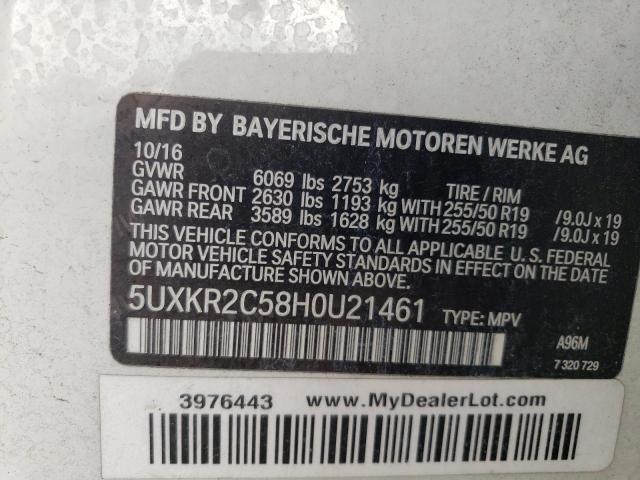 MFD BY BAYERISCHE MOTOREN WERKE AG
10/16
GVWR 6069 lbs 2753 kg TIRE / RIM
GAWR FRONT 2630 lbs 1193 kg WITH 255/50 R19 /9.0J x 19
GAWR REAR 3589 lbs 1628 kg WITH 255/50 R19 /9.0J x 19
THIS VEHICLE CONFORMS TO ALL APPLICABLE U.S. FEDERAL
MOTOR VEHICLE SAFETY STANDARDS IN EFFECT ON THE DATE
OF MANUFACTURE SHOWN ABOVE.
5UXKR2C58H0U21461 TYPE: MPV
A96M
7 320 729
3976443 www.MyDealerLot.com